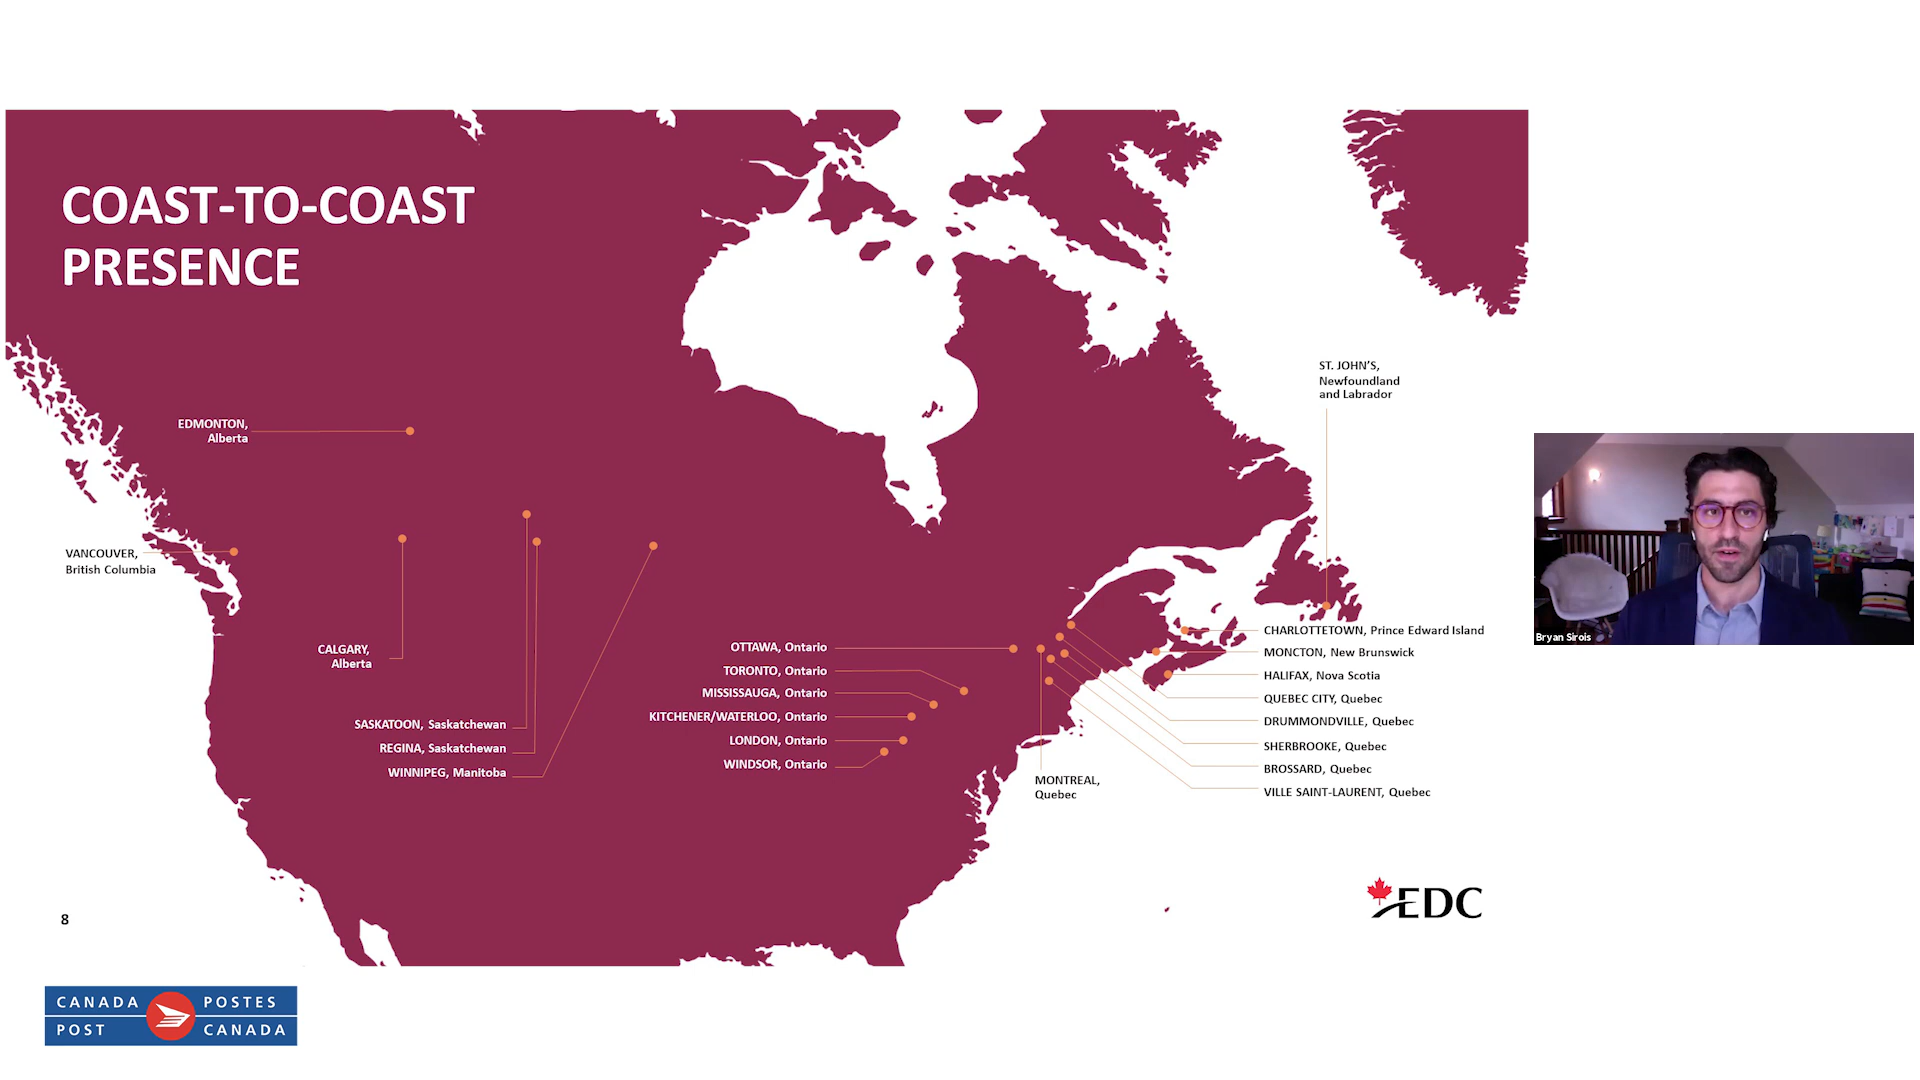 COAST-TO-COAST
PRESENCE
ST. JOHN'S,
Newfoundland
and Labrador
EDMONTON,
Alberta
VANCOUVER,
British Columbia
CALGARY,
Alberta
SASKATOON, Saskatchewan
REGINA, Saskatchewan
WINNIPEG, Manitoba
OTTAWA, Ontario
TORONTO, Ontario
MISSISSAUGA, Ontario
KITCHENER/WATERLOO, Ontario
LONDON, Ontario
WINDSOR, Ontario
MONTREAL,
Quebec
CHARLOTTETOWN, Prince Edward Island
MONCTON, New Brunswick
HALIFAX, Nova Scotia
QUEBEC CITY, Quebec
DRUMMONDVILLE, Quebec
SHERBROOKE, Quebec
BROSSARD, Quebec
VILLE SAINT-LAURENT, Quebec
Bryan Sirois
8
EDC
CANADA
POST
POSTES
CANADA